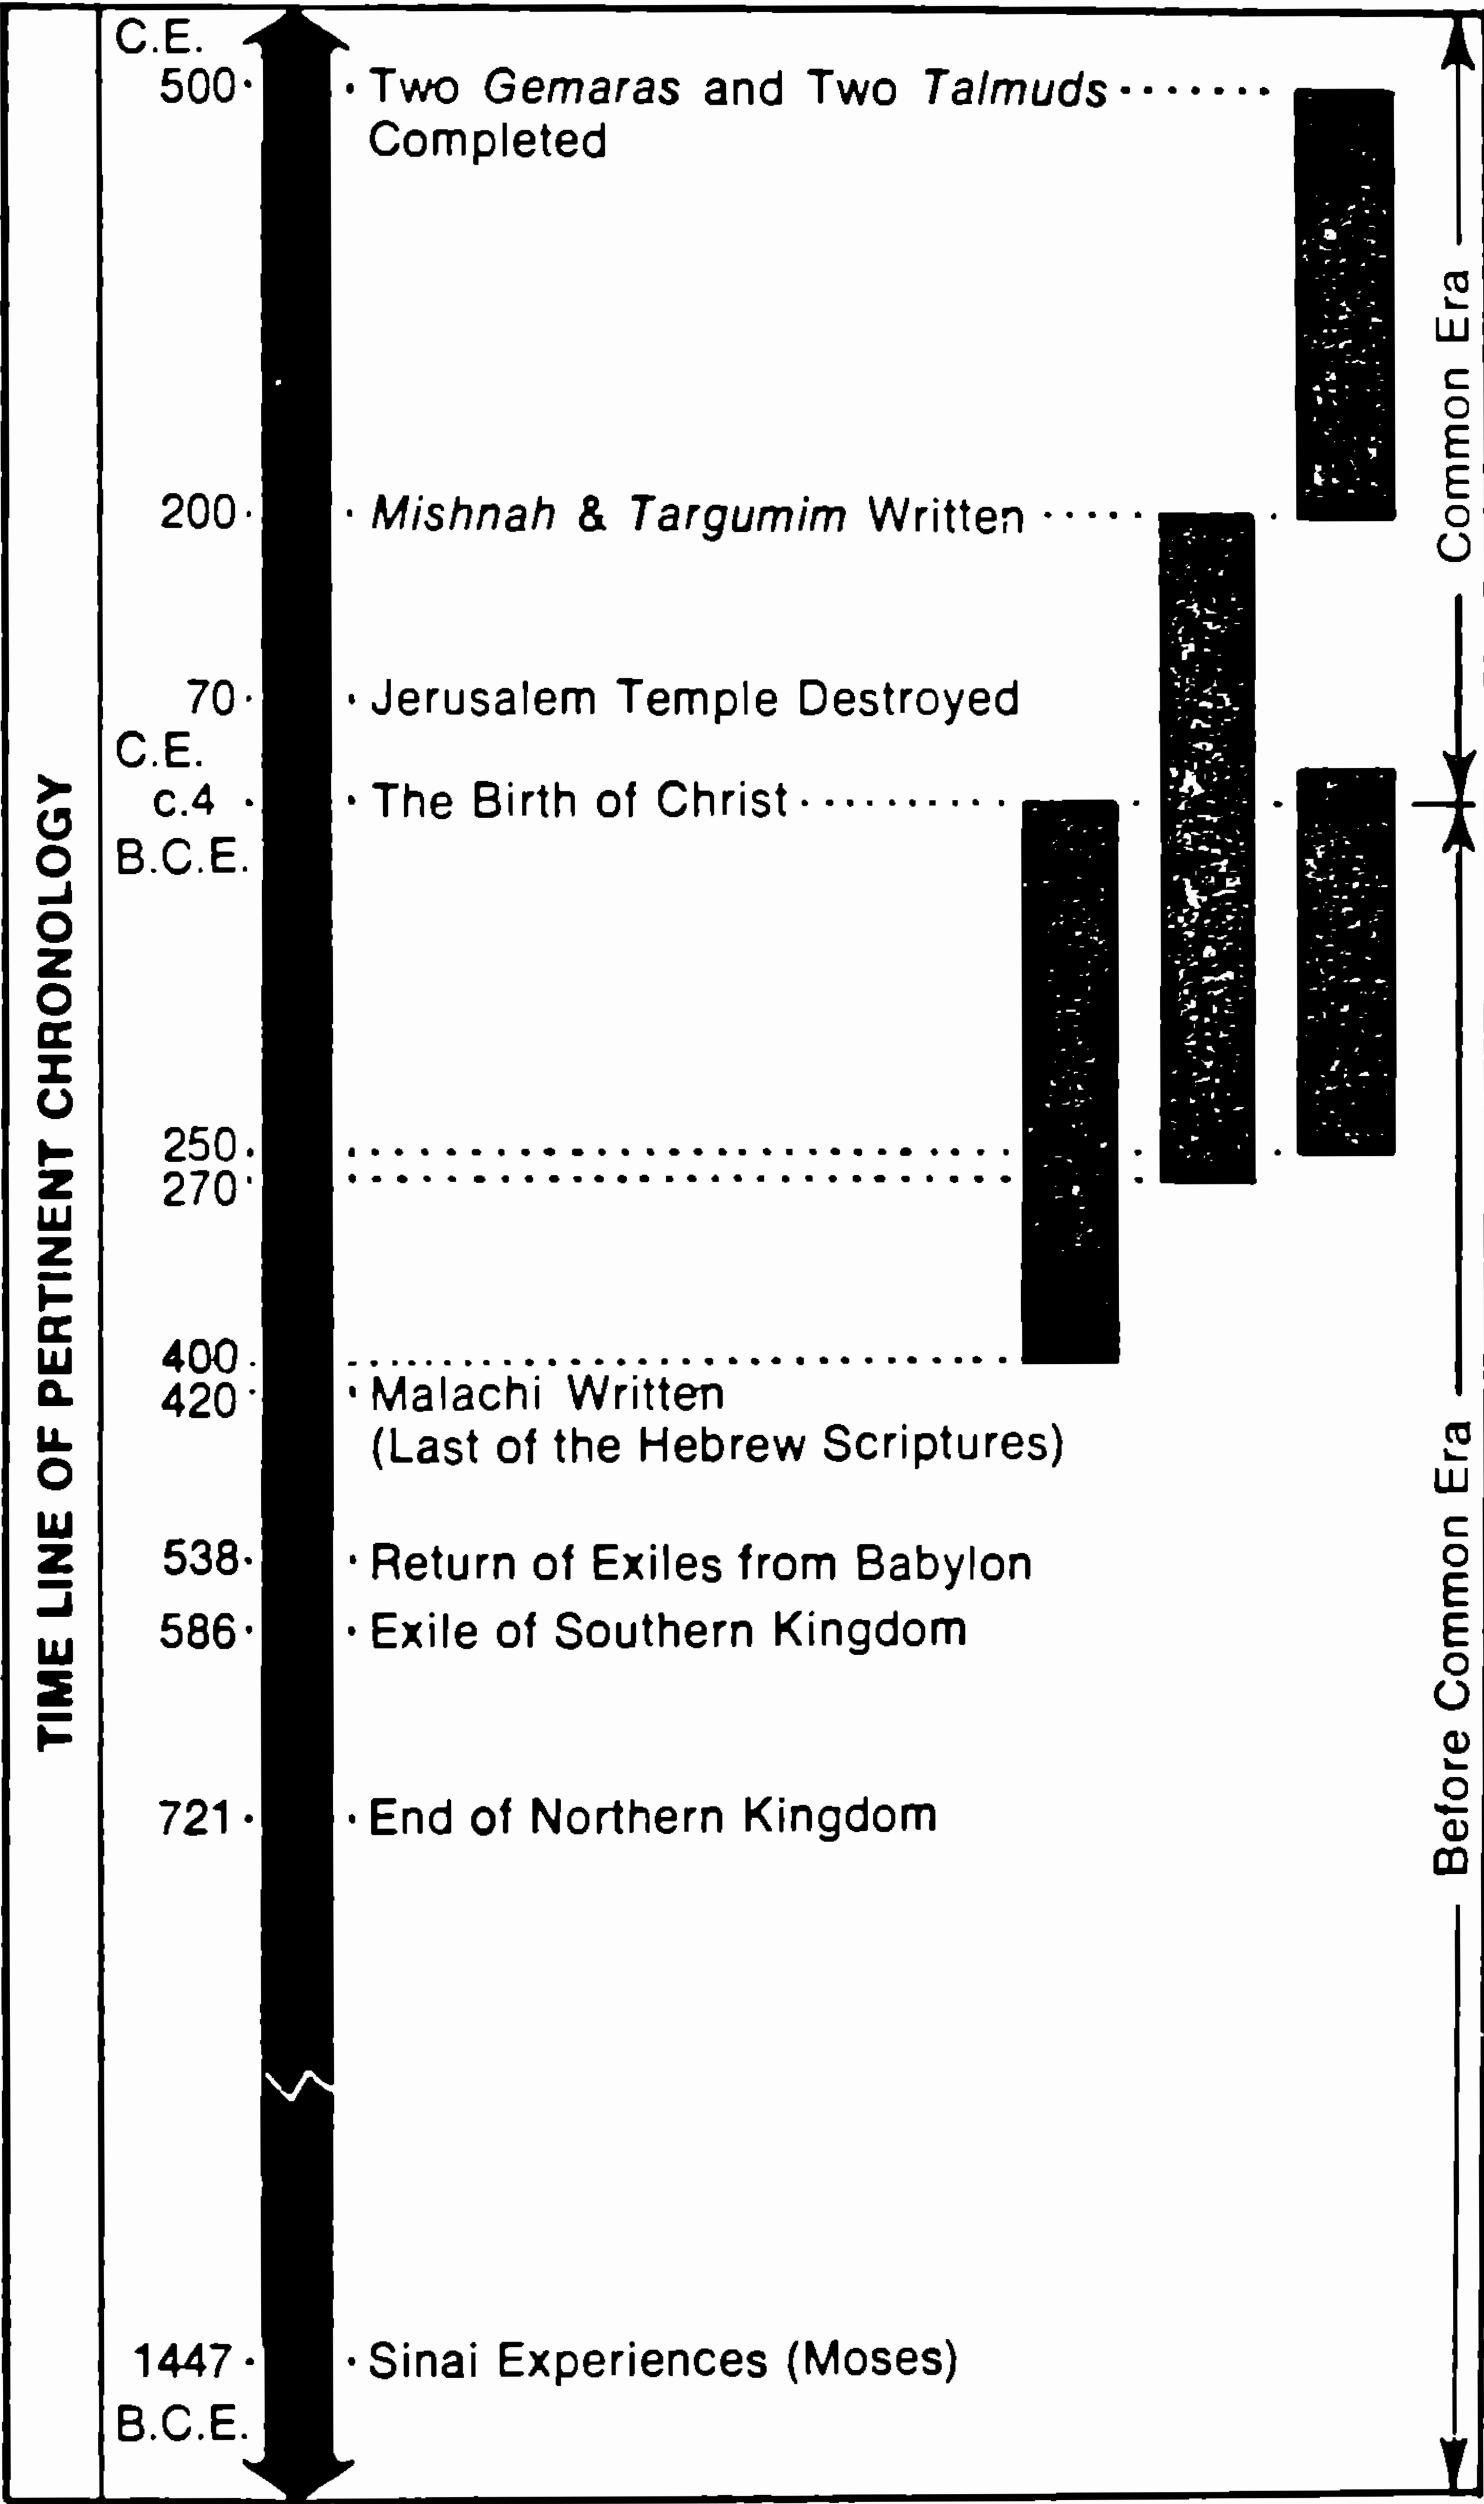 TIME LINE OF PERTINENT CHRONOLOGY
C.E.
500 Two Gemaras and Two Talmuds
Completed
200 Mishnah & Targumim Written
70 Jerusalem Temple Destroyed
C.E.
c.4 The Birth of Christ
B.C.E.
250
270
400
420 Malachi Written
(Last of the Hebrew Scriptures)
538 Return of Exiles from Babylon
586 Exile of Southern Kingdom
721 End of Northern Kingdom
1447 Sinai Experiences (Moses)
B.C.E.
Common Era
Before Common Era